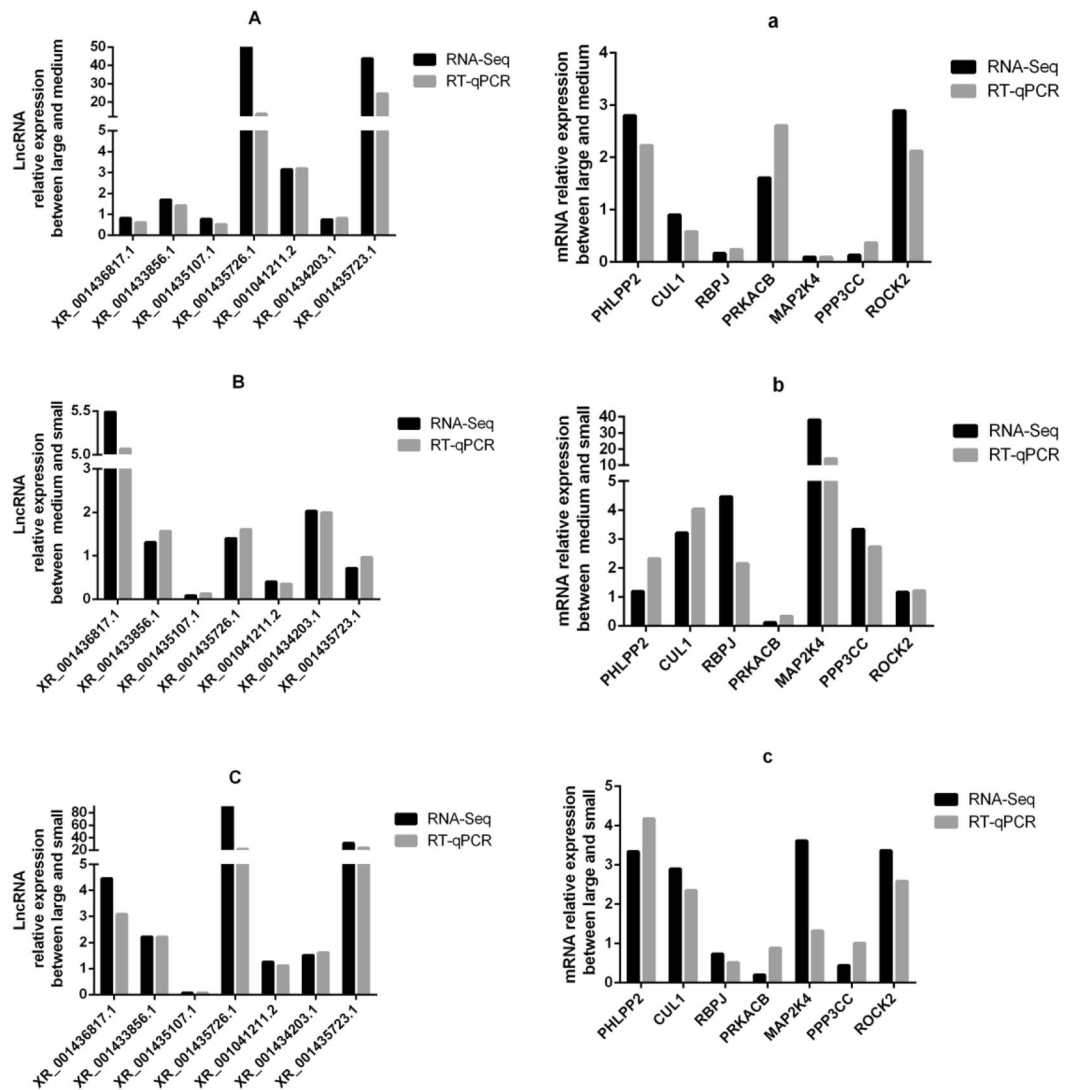 A
LncRNA
relative expression
between large and medium
50
40
30
20
10
5
4
3
2
1
0
RNA-Seq
RT-qPCR
XR_001436817.1
XR_001433856.1
XR_001435107.1
XR_001435726.1
XR_001041211.2
XR_001434203.1
XR_001435723.1
a
mRNA relative expression
between large and medium
4
3
2
1
0
RNA-Seq
RT-qPCR
PHLPP2
CUL1
RBPJ
PRKACB
MAP2K4
PPP3CC
ROCK2
B
LncRNA
relative expression
between medium and small
5.5
5.0
3
2
1
0
RNA-Seq
RT-qPCR
XR_001436817.1
XR_001433856.1
XR_001435107.1
XR_001435726.1
XR_001041211.2
XR_001434203.1
XR_001435723.1
b
mRNA relative expression
between medium and small
40
30
20
10
5
4
3
2
1
0
RNA-Seq
RT-qPCR
PHLPP2
CUL1
RBPJ
PRKACB
MAP2K4
PPP3CC
ROCK2
C
LncRNA
relative expression
between large and small
80
60
40
20
5
4
3
2
1
0
RNA-Seq
RT-qPCR
XR_001436817.1
XR_001433856.1
XR_001435107.1
XR_001435726.1
XR_001041211.2
XR_001434203.1
XR_001435723.1
c
mRNA relative expression
between large and small
5
4
3
2
1
0
RNA-Seq
RT-qPCR
PHLPP2
CUL1
RBPJ
PRKACB
MAP2K4
PPP3CC
ROCK2